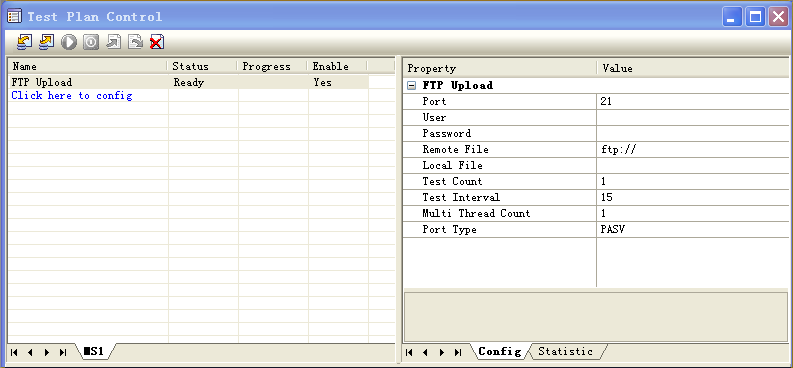 Test Plan Control
Name Status Progress Enable
FTP Upload Ready Yes
Click here to config
MS1
Property Value
FTP Upload
Port 21
User
Password
Remote File ftp://
Local File
Test Count 1
Test Interval 15
Multi Thread Count 1
Port Type PASV
Config Statistic